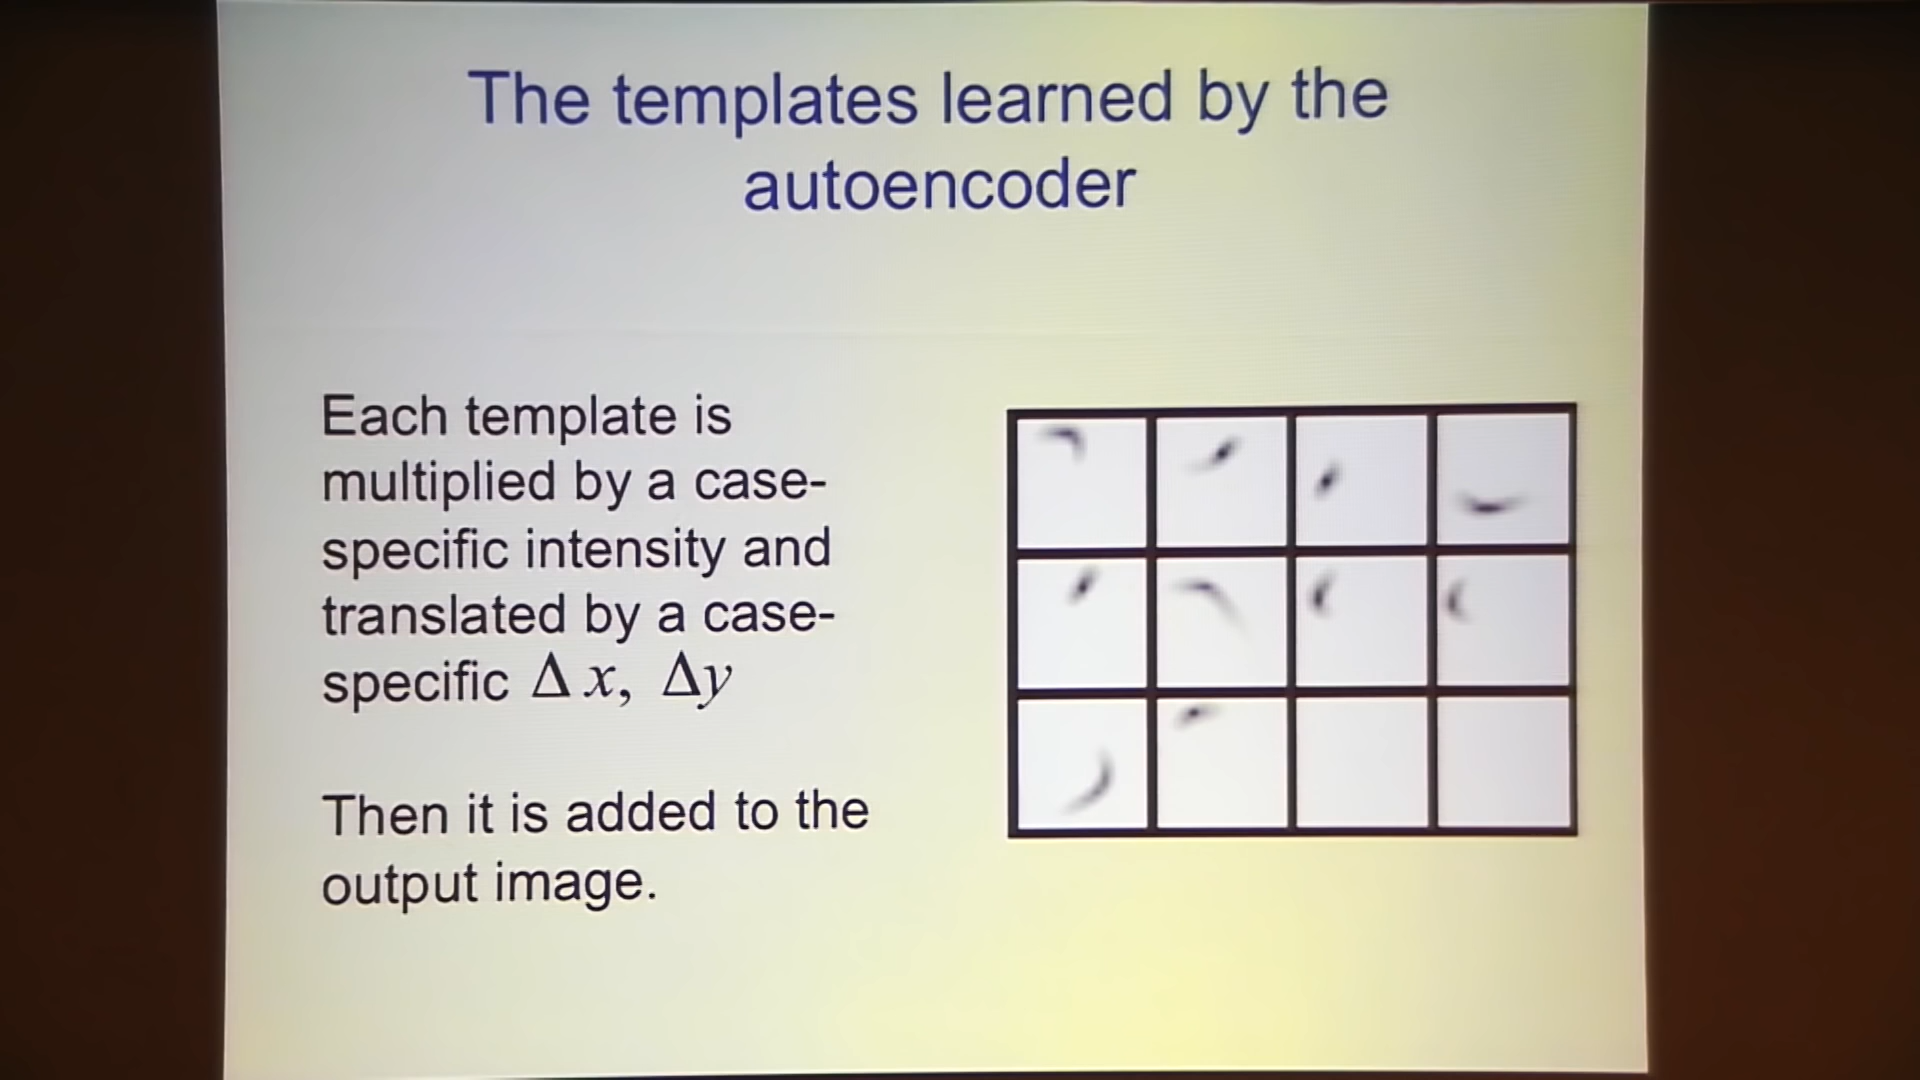 The templates learned by the
autoencoder
Each template is
multiplied by a case-
specific intensity and
translated by a case-
specific Δ x, Δy
Then it is added to the
output image.